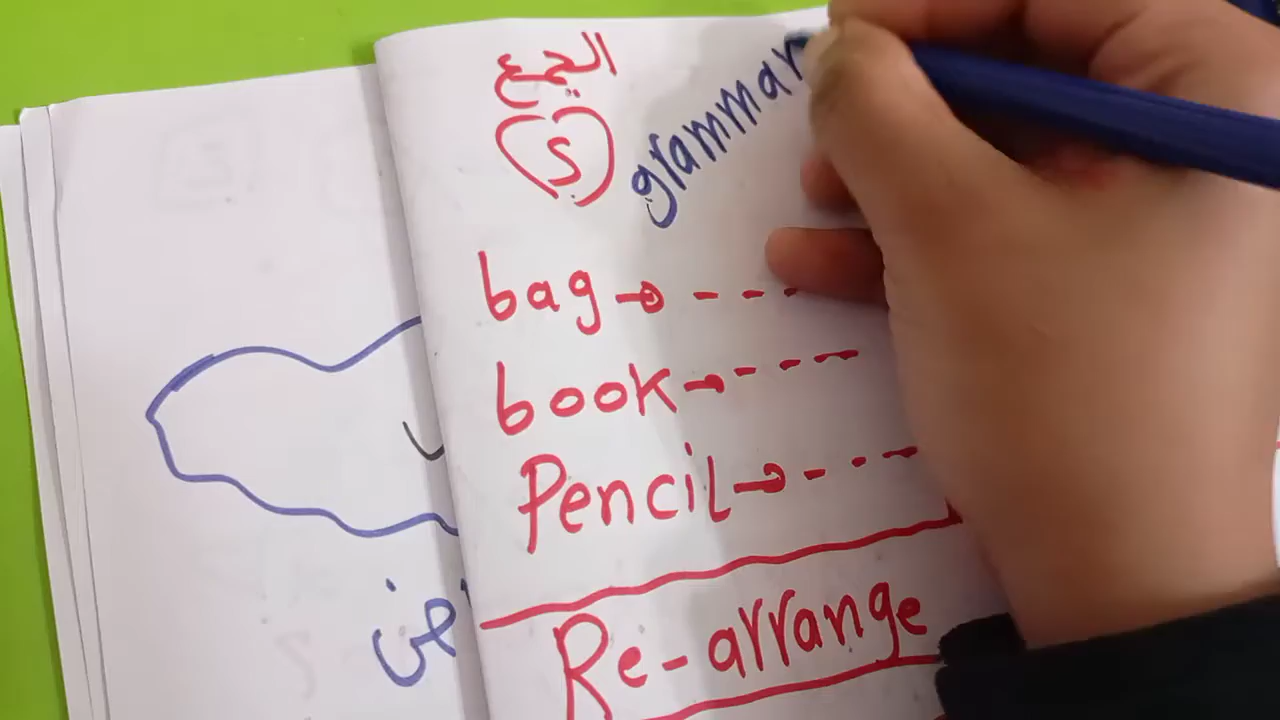 الجمع
s
grammar
bag → ---
book → ----
Pencil → ---
Re-arrange